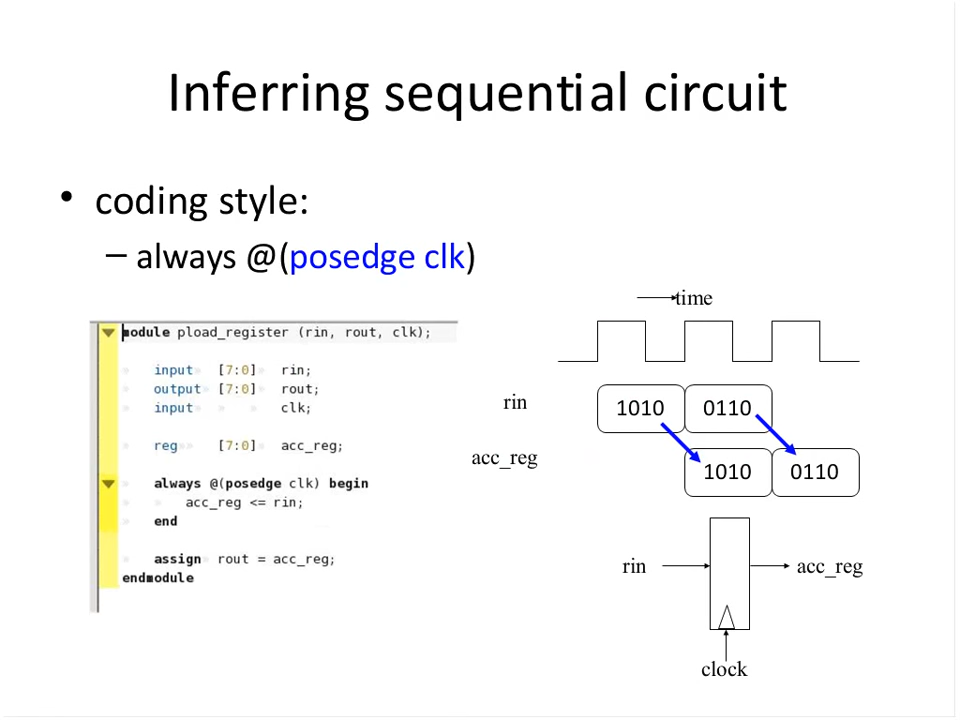 Inferring sequential circuit
• coding style:
– always @(posedge clk)
module pload_register (rin, rout, clk);
input [7:0] rin;
output [7:0] rout;
input clk;
reg [7:0] acc_reg;
always @(posedge clk) begin
acc_reg <= rin;
end
assign rout = acc_reg;
endmodule
time
rin 1010 0110
acc_reg 1010 0110
rin acc_reg
clock